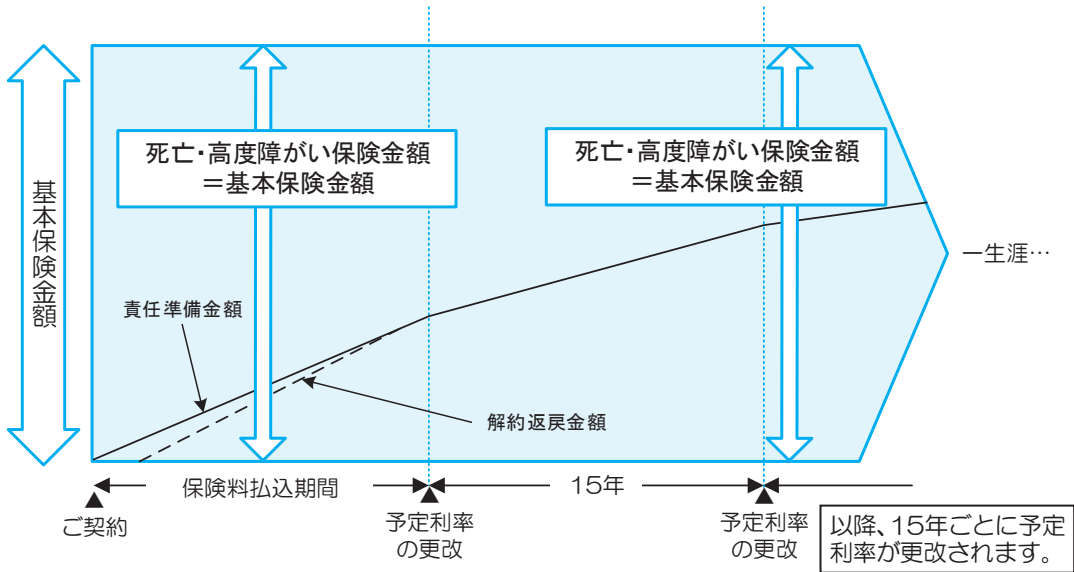 基本保険金額
死亡・高度障がい保険金額
＝基本保険金額
死亡・高度障がい保険金額
＝基本保険金額
一生涯…
責任準備金額
解約返戻金額
保険料払込期間
15年
ご契約
予定利率
の更改
予定利率
の更改
以降、15年ごとに予定
利率が更改されます。